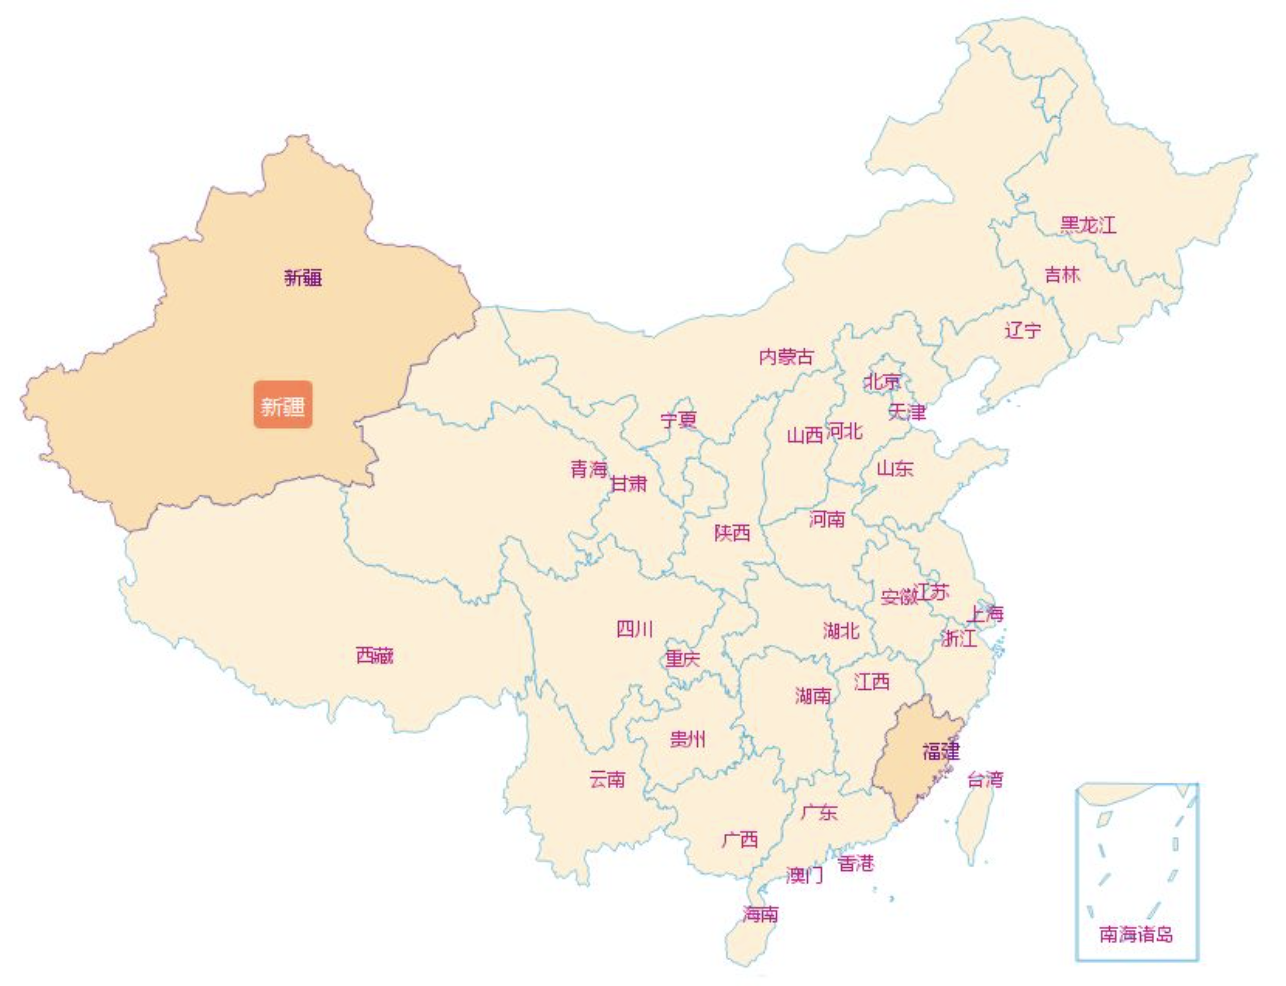 黑龙江
吉林
新疆
辽宁
内蒙古
北京
新疆
天津
宁夏
山西
河北
青海
甘肃
山东
河南
陕西
安徽
江苏
上海
四川
湖北
浙江
西藏
重庆
江西
湖南
贵州
福建
云南
台湾
广东
广西
香港
澳门
海南
南海诸岛